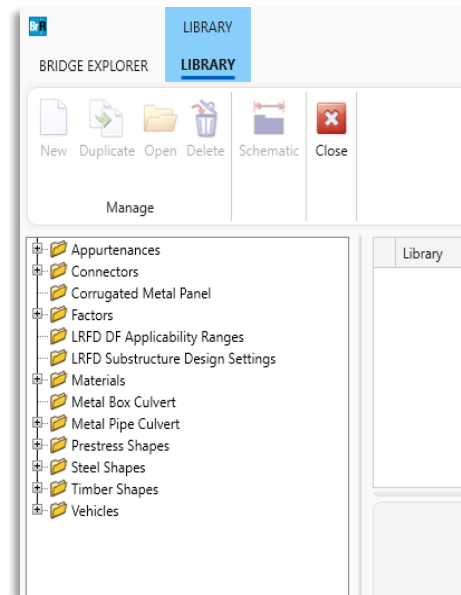 BrR
LIBRARY
BRIDGE EXPLORER LIBRARY
New Duplicate Open Delete Schematic Close
Manage
Appurtenances
Connectors
Corrugated Metal Panel
Factors
LRFD DF Applicability Ranges
LRFD Substructure Design Settings
Materials
Metal Box Culvert
Metal Pipe Culvert
Prestress Shapes
Steel Shapes
Timber Shapes
Vehicles
Library